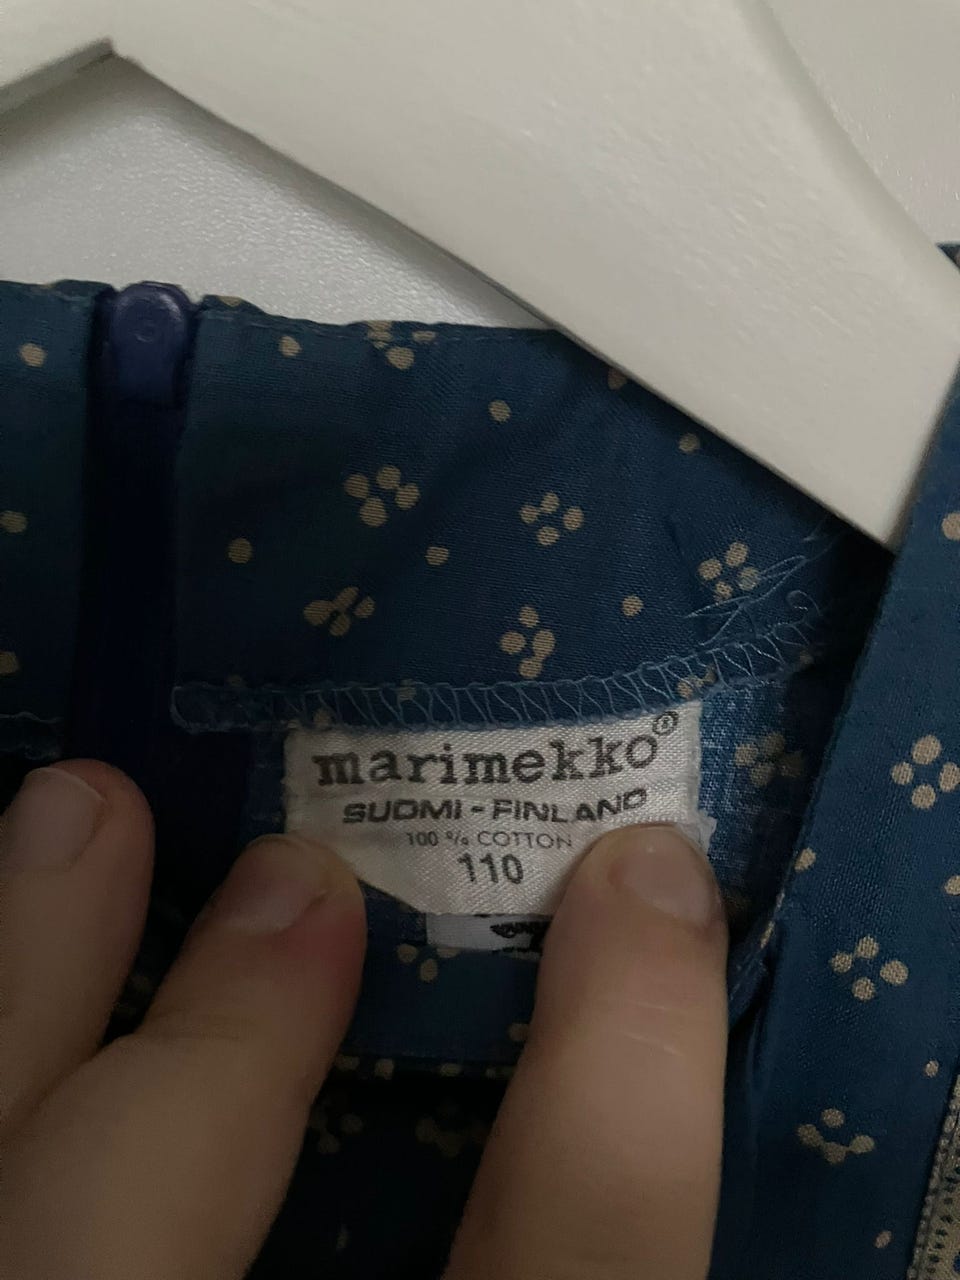 marimekko®
SUOMI - FINLAND
100 % COTTON
110